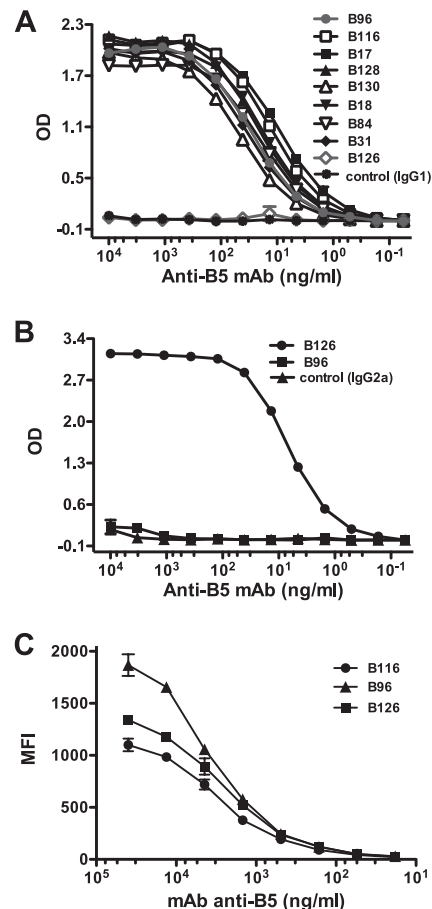 A
2.3
1.7
1.1
0.5
-0.1
OD
B96
B116
B17
B128
B130
B18
B84
B31
B126
control (IgG1)
10⁴ 10³ 10² 10¹ 10⁰ 10⁻¹
Anti-B5 mAb (ng/ml)
B
3.4
2.7
2.0
1.3
0.6
-0.1
OD
B126
B96
control (IgG2a)
10⁴ 10³ 10² 10¹ 10⁰ 10⁻¹
Anti-B5 mAb (ng/ml)
C
2000
1500
1000
500
0
MFI
B116
B96
B126
10⁵ 10⁴ 10³ 10² 10¹
mAb anti-B5 (ng/ml)